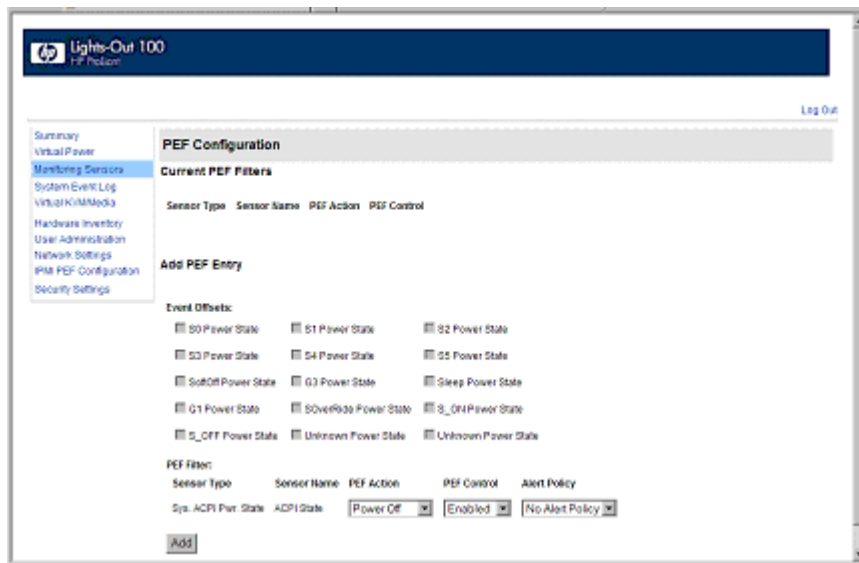 hp Lights-Out 100
HP ProLiant
Log Out
Summary
Virtual Power
Monitoring Sensors
System Event Log
Virtual KVM/Media
Hardware Inventory
User Administration
Network Settings
IPMI PEF Configuration
Security Settings
PEF Configuration
Current PEF Filters
Sensor Type Sensor Name PEF Action PEF Control
Add PEF Entry
Event Offsets:
S0 Power State S1 Power State S2 Power State
S3 Power State S4 Power State S5 Power State
SoftOff Power State G3 Power State Sleep Power State
G1 Power State SOverRide Power State S_ON Power State
S_OFF Power State Unknown Power State Unknown Power State
PEF Filter:
Sensor Type Sensor Name PEF Action PEF Control Alert Policy
Sys. ACPI Pwr. State ACPI State Power Off Enabled No Alert Policy
Add